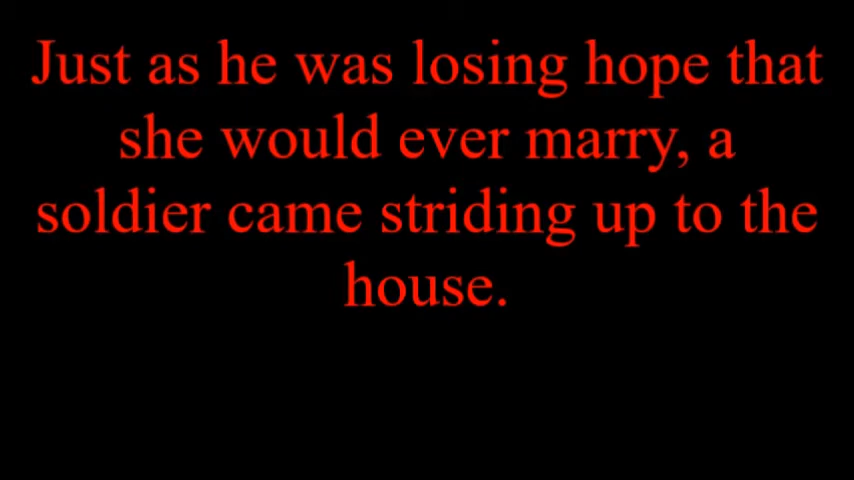 Just as he was losing hope that
she would ever marry, a
soldier came striding up to the
house.